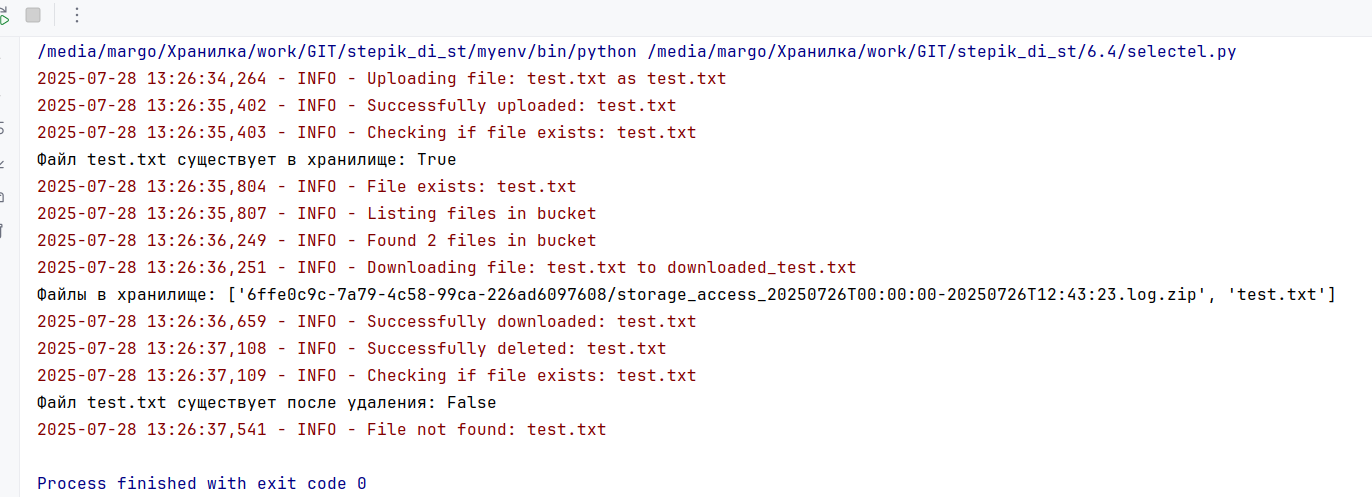 /media/margo/Хранилка/work/GIT/stepik_di_st/myenv/bin/python /media/margo/Хранилка/work/GIT/stepik_di_st/6.4/selectel.py
2025-07-28 13:26:34,264 - INFO - Uploading file: test.txt as test.txt
2025-07-28 13:26:35,402 - INFO - Successfully uploaded: test.txt
2025-07-28 13:26:35,403 - INFO - Checking if file exists: test.txt
Файл test.txt существует в хранилище: True
2025-07-28 13:26:35,804 - INFO - File exists: test.txt
2025-07-28 13:26:35,807 - INFO - Listing files in bucket
2025-07-28 13:26:36,249 - INFO - Found 2 files in bucket
2025-07-28 13:26:36,251 - INFO - Downloading file: test.txt to downloaded_test.txt
Файлы в хранилище: ['6ffe0c9c-7a79-4c58-99ca-226ad6097608/storage_access_20250726T00:00:00-20250726T12:43:23.log.zip', 'test.txt']
2025-07-28 13:26:36,659 - INFO - Successfully downloaded: test.txt
2025-07-28 13:26:37,108 - INFO - Successfully deleted: test.txt
2025-07-28 13:26:37,109 - INFO - Checking if file exists: test.txt
Файл test.txt существует после удаления: False
2025-07-28 13:26:37,541 - INFO - File not found: test.txt
Process finished with exit code 0